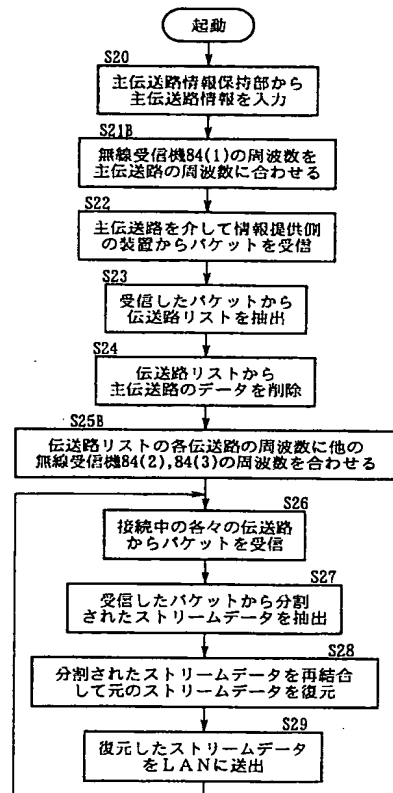 起動
S20
主伝送路情報保持部から
主伝送路情報を入力
S21B
無線受信機84(1)の周波数を
主伝送路の周波数に合わせる
S22
主伝送路を介して情報提供側
の装置からパケットを受信
S23
受信したパケットから
伝送路リストを抽出
S24
伝送路リストから
主伝送路のデータを削除
S25B
伝送路リストの各伝送路の周波数に他の
無線受信機84(2),84(3)の周波数を合わせる
S26
接続中の各々の伝送路
からパケットを受信
S27
受信したパケットから分割
されたストリームデータを抽出
S28
分割されたストリームデータを再結合
して元のストリームデータを復元
S29
復元したストリームデータ
をLANに送出